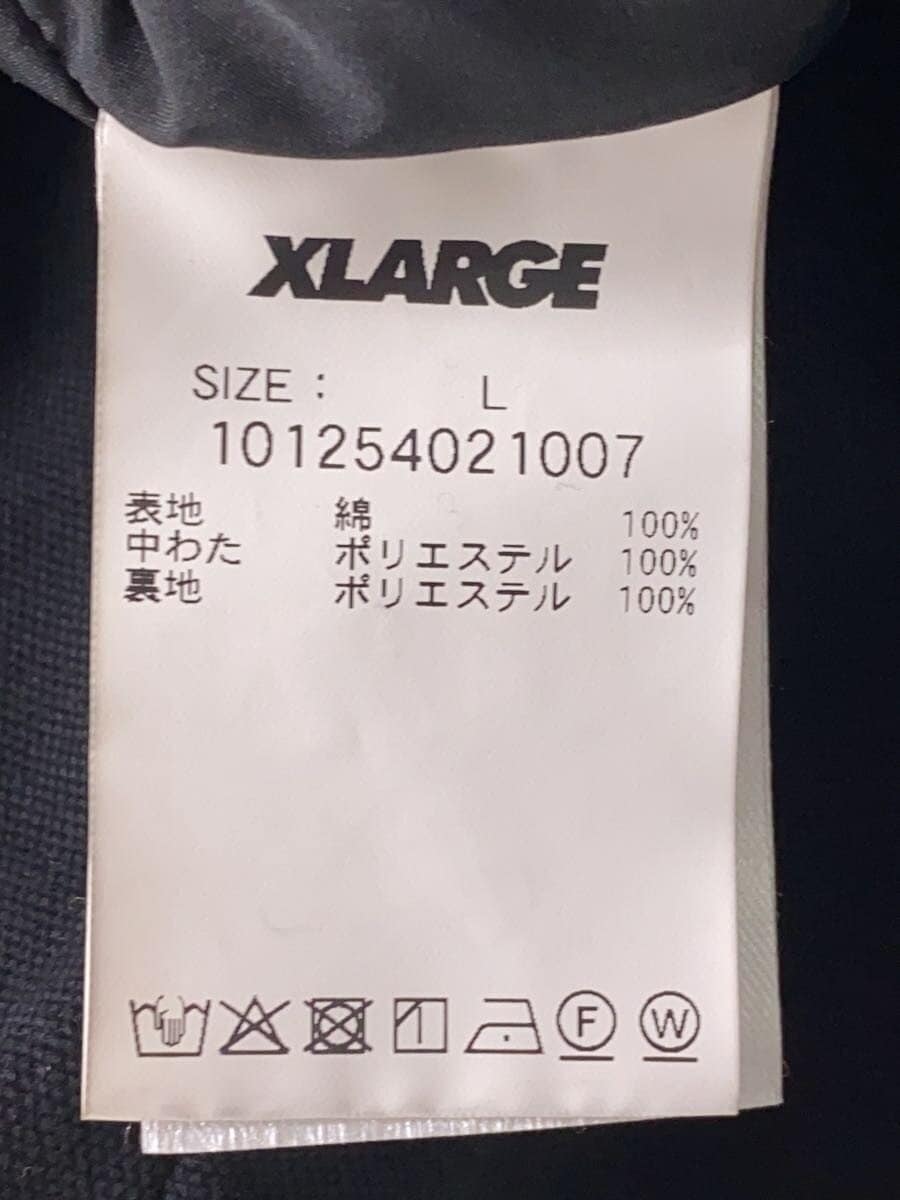 XLARGE
SIZE : L
101254021007
表地 綿 100%
中わた ポリエステル 100%
裏地 ポリエステル 100%
F W